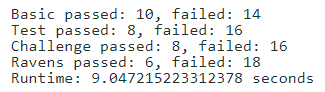 Basic passed: 10, failed: 14
Test passed: 8, failed: 16
Challenge passed: 8, failed: 16
Ravens passed: 6, failed: 18
Runtime: 9.047215223312378 seconds